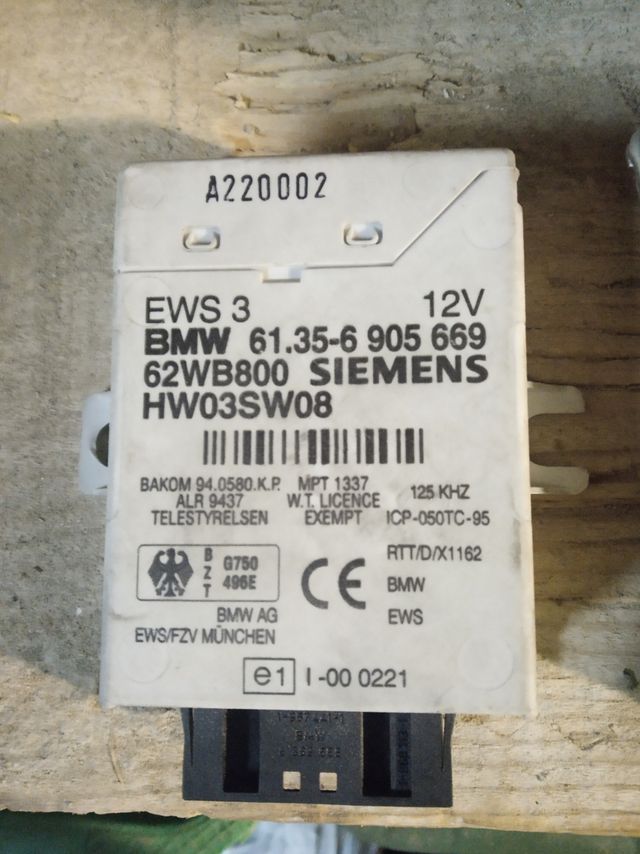 A220002
EWS 3 12V
BMW 61.35-6 905 669
62WB800 SIEMENS
HW03SW08
BAKOM 94.0580.K.P. MPT 1337
ALR 9437 W.T. LICENCE 125 KHZ
TELESTYRELSEN EXEMPT ICP-050TC-95
RTT/D/X1162
BZT G750 496E
BMW
BMW AG EWS
EWS/FZV MÜNCHEN
e1 I-00 0221
BMW